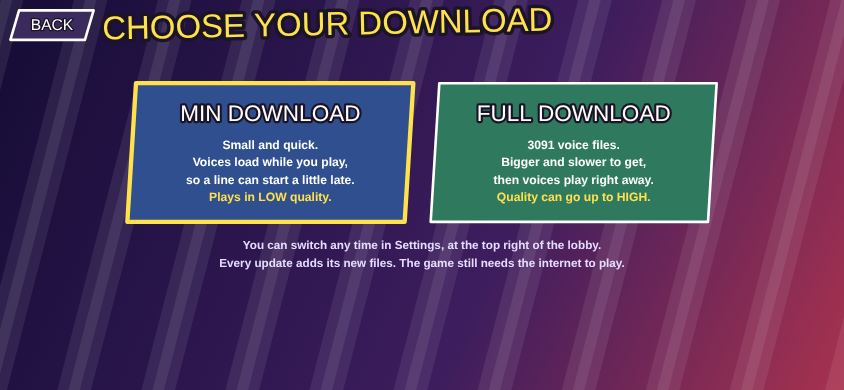 BACK
CHOOSE YOUR DOWNLOAD
MIN DOWNLOAD
Small and quick.
Voices load while you play,
so a line can start a little late.
Plays in LOW quality.
FULL DOWNLOAD
3091 voice files.
Bigger and slower to get,
then voices play right away.
Quality can go up to HIGH.
You can switch any time in Settings, at the top right of the lobby.
Every update adds its new files. The game still needs the internet to play.